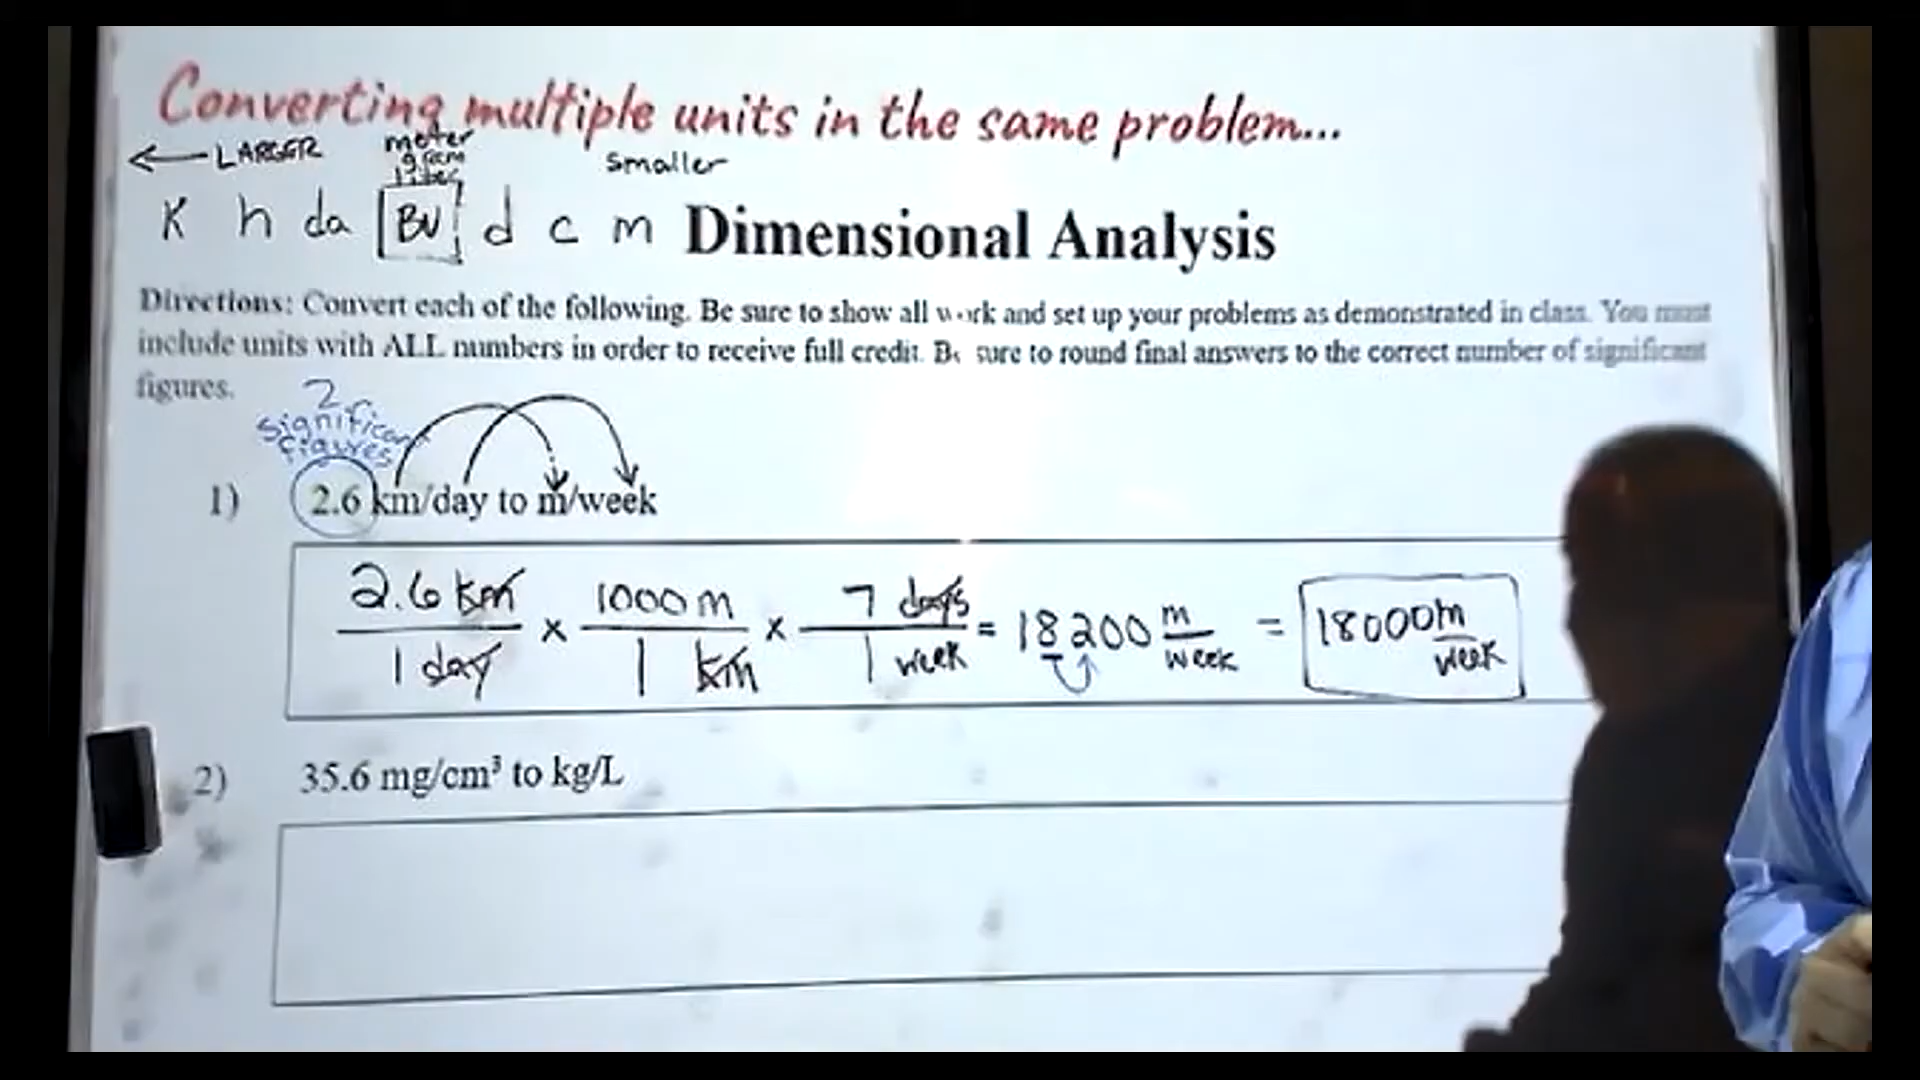 Converting multiple units in the same problem...
← LARGER meter smaller
gram
liter
K h da BU d c m Dimensional Analysis
Directions: Convert each of the following. Be sure to show all work and set up your problems as demonstrated in class. You must
include units with ALL numbers in order to receive full credit. Be sure to round final answers to the correct number of significant
figures.
2
significant
figures
1) 2.6 km/day to m/week
2.6 km/1 day x 1000 m/1 km x 7 days/1 week = 18200 m/week = 18000 m/week
2) 35.6 mg/cm³ to kg/L